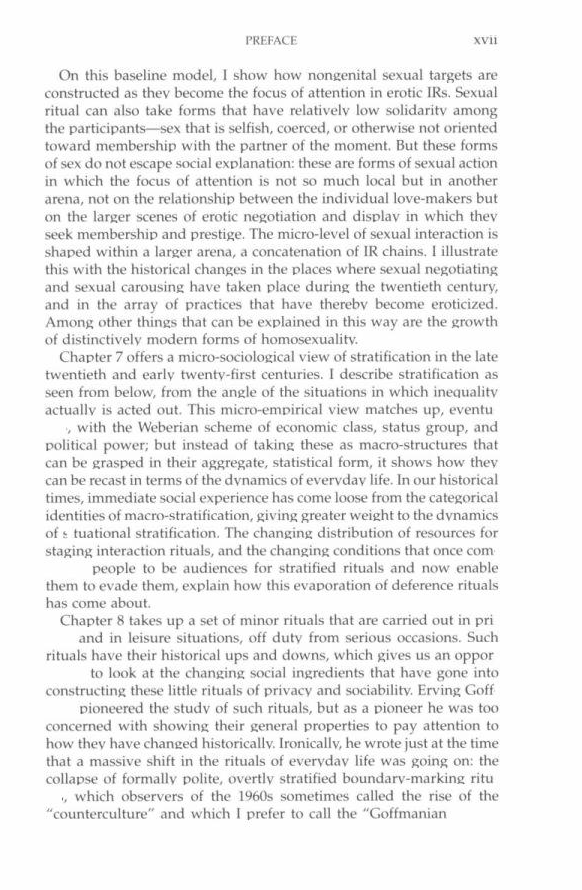 PREFACE xvii
On this baseline model, I show how nongenital sexual targets are
constructed as they become the focus of attention in erotic IRs. Sexual
ritual can also take forms that have relatively low solidarity among
the participants—sex that is selfish, coerced, or otherwise not oriented
toward membership with the partner of the moment. But these forms
of sex do not escape social explanation: these are forms of sexual action
in which the focus of attention is not so much local but in another
arena, not on the relationship between the individual love-makers but
on the larger scenes of erotic negotiation and display in which they
seek membership and prestige. The micro-level of sexual interaction is
shaped within a larger arena, a concatenation of IR chains. I illustrate
this with the historical changes in the places where sexual negotiating
and sexual carousing have taken place during the twentieth century,
and in the array of practices that have thereby become eroticized.
Among other things that can be explained in this way are the growth
of distinctively modern forms of homosexuality.
Chapter 7 offers a micro-sociological view of stratification in the late
twentieth and early twenty-first centuries. I describe stratification as
seen from below, from the angle of the situations in which inequality
actually is acted out. This micro-empirical view matches up, eventu
, with the Weberian scheme of economic class, status group, and
political power; but instead of taking these as macro-structures that
can be grasped in their aggregate, statistical form, it shows how they
can be recast in terms of the dynamics of everyday life. In our historical
times, immediate social experience has come loose from the categorical
identities of macro-stratification, giving greater weight to the dynamics
of s tuational stratification. The changing distribution of resources for
staging interaction rituals, and the changing conditions that once com
people to be audiences for stratified rituals and now enable
them to evade them, explain how this evaporation of deference rituals
has come about.
Chapter 8 takes up a set of minor rituals that are carried out in pri
and in leisure situations, off duty from serious occasions. Such
rituals have their historical ups and downs, which gives us an oppor
to look at the changing social ingredients that have gone into
constructing these little rituals of privacy and sociability. Erving Goff
pioneered the study of such rituals, but as a pioneer he was too
concerned with showing their general properties to pay attention to
how they have changed historically. Ironically, he wrote just at the time
that a massive shift in the rituals of everyday life was going on: the
collapse of formally polite, overtly stratified boundary-marking ritu
, which observers of the 1960s sometimes called the rise of the
"counterculture" and which I prefer to call the "Goffmanian